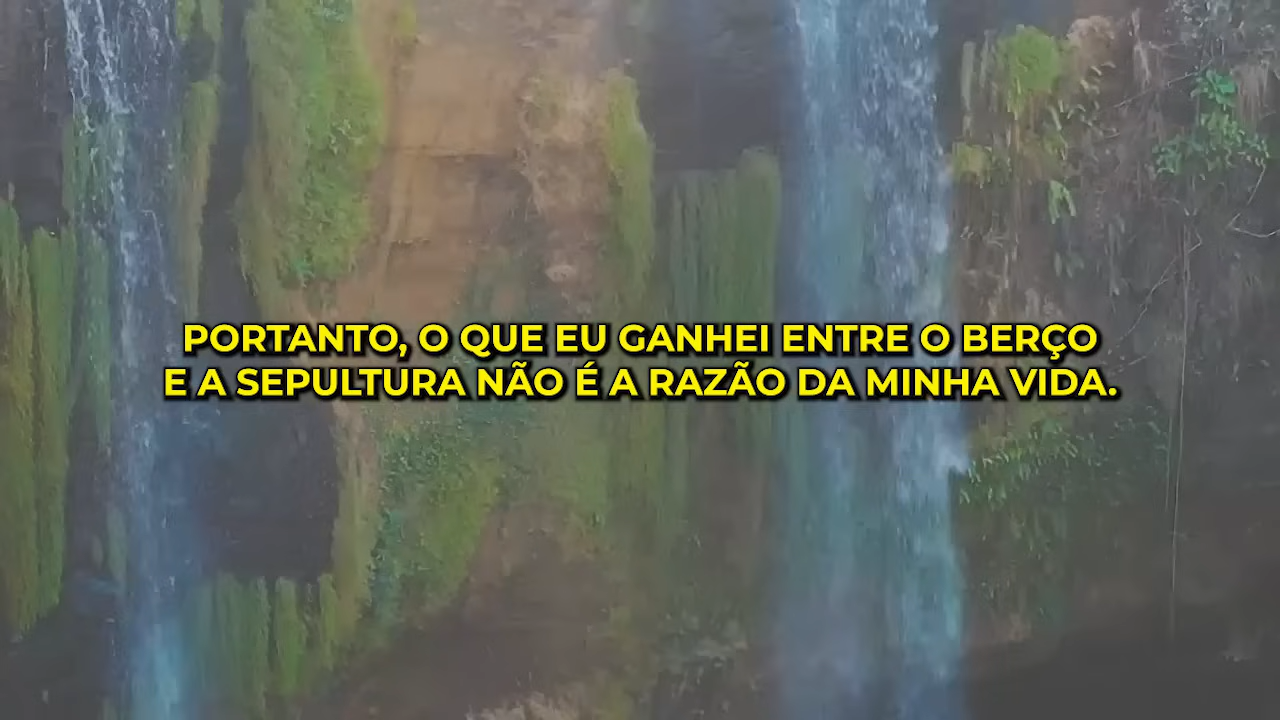 PORTANTO, O QUE EU GANHEI ENTRE O BERÇO
E A SEPULTURA NÃO É A RAZÃO DA MINHA VIDA.